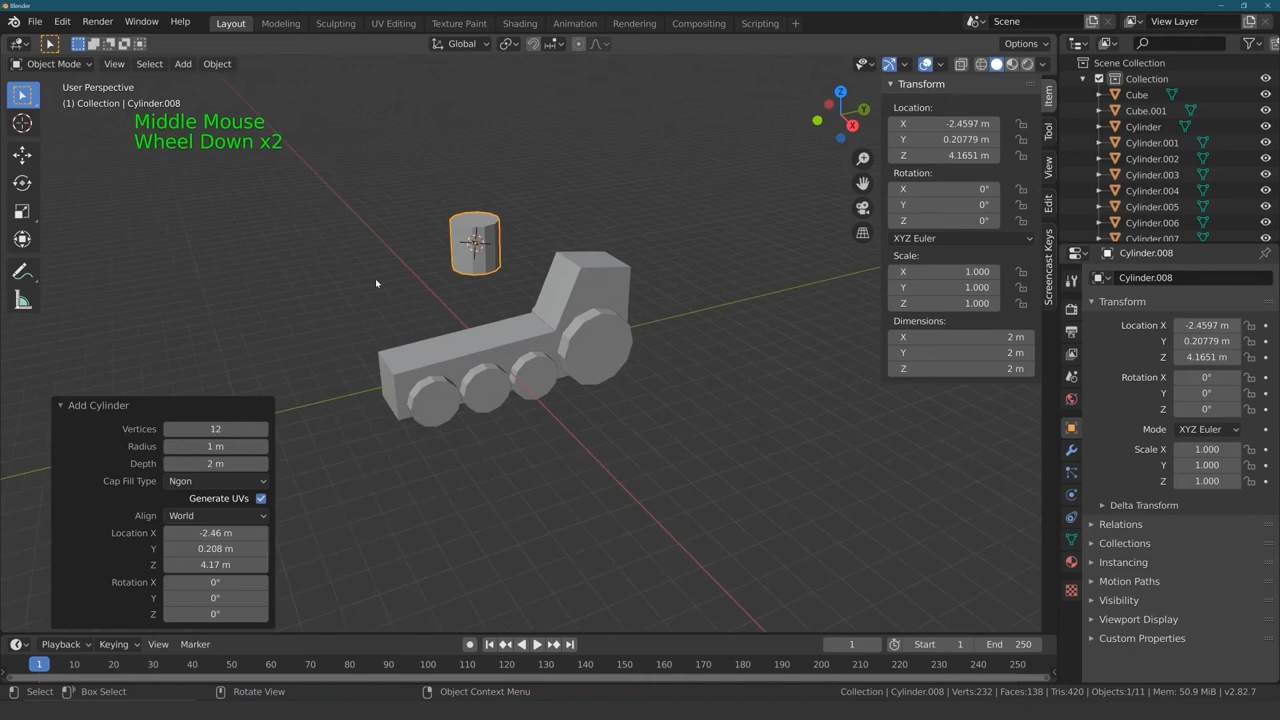 Blender
File Edit Render Window Help
Layout Modeling Sculpting UV Editing Texture Paint Shading Animation Rendering Compositing Scripting +
Scene
View Layer
Global
Options
Object Mode View Select Add Object
User Perspective
(1) Collection | Cylinder.008
Middle Mouse
Wheel Down x2
Z
Y
X
Transform
Location:
X -2.4597 m
Y 0.20779 m
Z 4.1651 m
Rotation:
X 0°
Y 0°
Z 0°
XYZ Euler
Scale:
X 1.000
Y 1.000
Z 1.000
Dimensions:
X 2 m
Y 2 m
Z 2 m
Item
Tool
View
Edit
Screencast Keys
Scene Collection
Collection
Cube
Cube.001
Cylinder
Cylinder.001
Cylinder.002
Cylinder.003
Cylinder.004
Cylinder.005
Cylinder.006
Cylinder.007
Cylinder.008
Cylinder.008
Transform
Location X -2.4597 m
Y 0.20779 m
Z 4.1651 m
Rotation X 0°
Y 0°
Z 0°
Mode XYZ Euler
Scale X 1.000
Y 1.000
Z 1.000
Delta Transform
Relations
Collections
Instancing
Motion Paths
Visibility
Viewport Display
Custom Properties
Add Cylinder
Vertices 12
Radius 1 m
Depth 2 m
Cap Fill Type Ngon
Generate UVs
Align World
Location X -2.46 m
Y 0.208 m
Z 4.17 m
Rotation X 0°
Y 0°
Z 0°
Playback Keying View Marker
1 Start 1 End 250
1 10 20 30 40 50 60 70 80 90 100 110 120 130 140 150 160 170 180 190 200 210 220 230 240 250
Select Box Select Rotate View Object Context Menu
Collection | Cylinder.008 | Verts:232 | Faces:138 | Tris:420 | Objects:1/11 | Mem: 50.9 MiB | v2.82.7